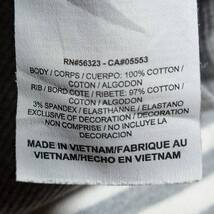 RN#56323 - CA#05553
BODY / CORPS / CUERPO: 100% COTTON /
COTON / ALGODON
RIB / BORD COTE / RIBETE: 97% COTTON /
COTON / ALGODON
3% SPANDEX / ELASTHANNE / ELASTANO
EXCLUSIVE OF DECORATION / DECORATION
NON COMPRISE / NO INCLUYE LA
DECORACION
MADE IN VIETNAM/FABRIQUE AU
VIETNAM/HECHO EN VIETNAM